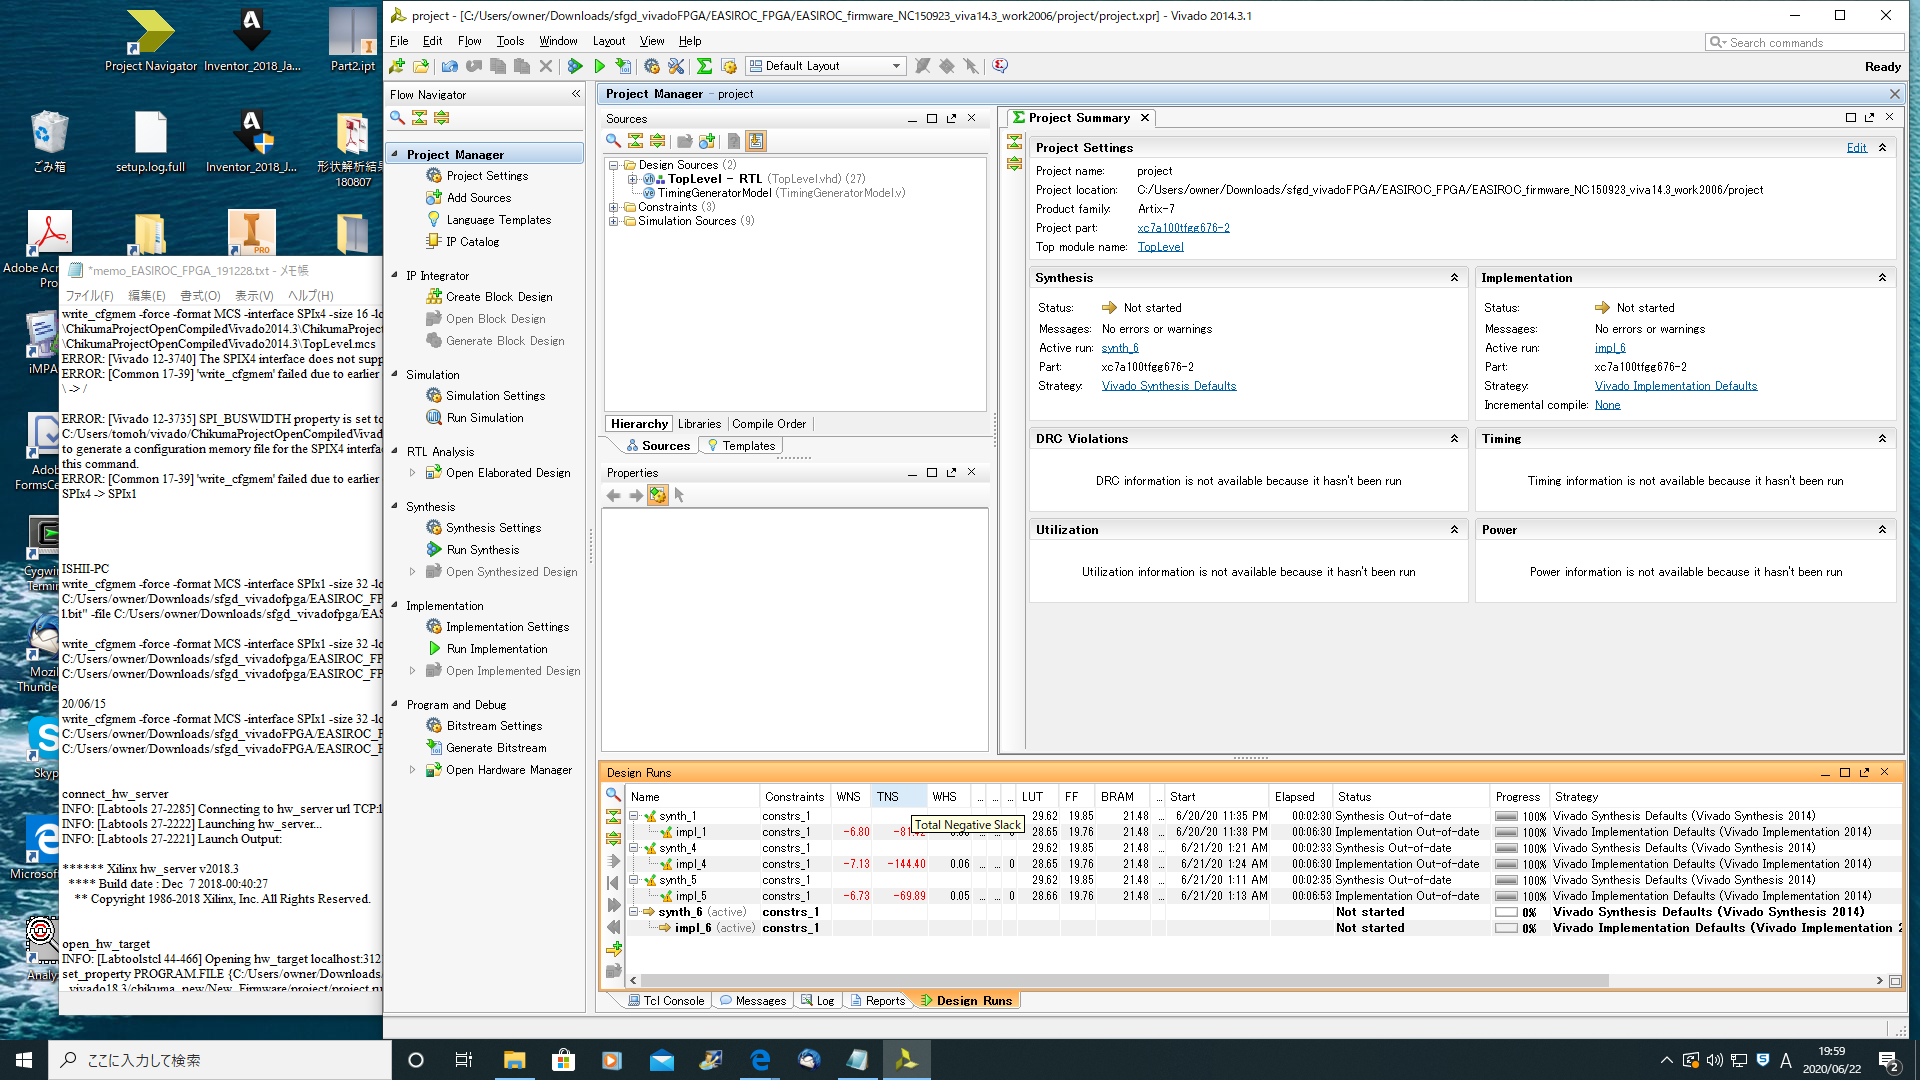 Project Navigator
Inventor_2018_Ja...
Part2.ipt
ごみ箱
setup.log.full
Inventor_2018_J...
形状解析結果
180807
Adobe Acr
Pro
PRO
iMPA
Adob
FormsCe
Cygwi
Termin
Mozil
Thunder
Skyp
Microsof
Analy
*memo_EASIROC_FPGA_191228.txt - メモ帳
ファイル(F) 編集(E) 書式(O) 表示(V) ヘルプ(H)
write_cfgmem -force -format MCS -interface SPIx4 -size 16 -lo
\ChikumaProjectOpenCompiledVivado2014.3\ChikumaProject
\ChikumaProjectOpenCompiledVivado2014.3\TopLevel.mcs
ERROR: [Vivado 12-3740] The SPIX4 interface does not supp
ERROR: [Common 17-39] 'write_cfgmem' failed due to earlier
\ -> /
ERROR: [Vivado 12-3735] SPI_BUSWIDTH property is set to
C:/Users/tomoh/vivado/ChikumaProjectOpenCompiledVivad
to generate a configuration memory file for the SPIX4 interfac
this command.
ERROR: [Common 17-39] 'write_cfgmem' failed due to earlier
SPIx4 -> SPIx1
ISHII-PC
write_cfgmem -force -format MCS -interface SPIx1 -size 32 -lo
C:/Users/owner/Downloads/sfgd_vivadofpga/EASIROC_FP
l.bit" -file C:/Users/owner/Downloads/sfgd_vivadofpga/EAS
write_cfgmem -force -format MCS -interface SPIx1 -size 32 -lo
C:/Users/owner/Downloads/sfgd_vivadofpga/EASIROC_FP
C:/Users/owner/Downloads/sfgd_vivadofpga/EASIROC_FP
20/06/15
write_cfgmem -force -format MCS -interface SPIx1 -size 32 -lo
C:/Users/owner/Downloads/sfgd_vivadoFPGA/EASIROC_F
C:/Users/owner/Downloads/sfgd_vivadoFPGA/EASIROC_F
connect_hw_server
INFO: [Labtools 27-2285] Connecting to hw_server url TCP:l
INFO: [Labtools 27-2222] Launching hw_server...
INFO: [Labtools 27-2221] Launch Output:
****** Xilinx hw_server v2018.3
**** Build date : Dec  7 2018-00:40:27
** Copyright 1986-2018 Xilinx, Inc. All Rights Reserved.
open_hw_target
INFO: [Labtoolstcl 44-466] Opening hw_target localhost:312
set_property PROGRAM.FILE {C:/Users/owner/Downloads/
_vivado18.3/chikuma_new/New_Firmware/project/project.ru
project - [C:/Users/owner/Downloads/sfgd_vivadoFPGA/EASIROC_FPGA/EASIROC_firmware_NC150923_viva14.3_work2006/project/project.xpr] - Vivado 2014.3.1
File Edit Flow Tools Window Layout View Help
Search commands
Default Layout
Ready
Flow Navigator
Project Manager
Project Settings
Add Sources
Language Templates
IP Catalog
IP Integrator
Create Block Design
Open Block Design
Generate Block Design
Simulation
Simulation Settings
Run Simulation
RTL Analysis
Open Elaborated Design
Synthesis
Synthesis Settings
Run Synthesis
Open Synthesized Design
Implementation
Implementation Settings
Run Implementation
Open Implemented Design
Program and Debug
Bitstream Settings
Generate Bitstream
Open Hardware Manager
Project Manager - project
Sources
Design Sources (2)
TopLevel - RTL (TopLevel.vhd) (27)
TimingGeneratorModel (TimingGeneratorModel.v)
Constraints (3)
Simulation Sources (9)
Hierarchy Libraries Compile Order
Sources Templates
Properties
Project Summary
Project Settings Edit
Project name: project
Project location: C:/Users/owner/Downloads/sfgd_vivadoFPGA/EASIROC_FPGA/EASIROC_firmware_NC150923_viva14.3_work2006/project
Product family: Artix-7
Project part: xc7a100tfgg676-2
Top module name: TopLevel
Synthesis
Status: Not started
Messages: No errors or warnings
Active run: synth_6
Part: xc7a100tfgg676-2
Strategy: Vivado Synthesis Defaults
Implementation
Status: Not started
Messages: No errors or warnings
Active run: impl_6
Part: xc7a100tfgg676-2
Strategy: Vivado Implementation Defaults
Incremental compile: None
DRC Violations
DRC information is not available because it hasn't been run
Timing
Timing information is not available because it hasn't been run
Utilization
Utilization information is not available because it hasn't been run
Power
Power information is not available because it hasn't been run
Design Runs
Name Constraints WNS TNS WHS ... ... ... LUT FF BRAM ... Start Elapsed Status Progress Strategy
synth_1 constrs_1 29.62 19.85 21.48 ... 6/20/20 11:35 PM 00:02:30 Synthesis Out-of-date 100% Vivado Synthesis Defaults (Vivado Synthesis 2014)
impl_1 constrs_1 -6.80 28.65 19.76 21.48 ... 6/20/20 11:38 PM 00:06:30 Implementation Out-of-date 100% Vivado Implementation Defaults (Vivado Implementation 2014)
Total Negative Slack
synth_4 constrs_1 29.62 19.85 21.48 ... 6/21/20 1:21 AM 00:02:33 Synthesis Out-of-date 100% Vivado Synthesis Defaults (Vivado Synthesis 2014)
impl_4 constrs_1 -7.13 -144.40 0.06 ... ... 0 28.65 19.76 21.48 ... 6/21/20 1:24 AM 00:06:30 Implementation Out-of-date 100% Vivado Implementation Defaults (Vivado Implementation 2014)
synth_5 constrs_1 29.62 19.85 21.48 ... 6/21/20 1:11 AM 00:02:35 Synthesis Out-of-date 100% Vivado Synthesis Defaults (Vivado Synthesis 2014)
impl_5 constrs_1 -6.73 -69.89 0.05 ... ... 0 28.66 19.76 21.48 ... 6/21/20 1:13 AM 00:06:53 Implementation Out-of-date 100% Vivado Implementation Defaults (Vivado Implementation 2014)
synth_6 (active) constrs_1 Not started 0% Vivado Synthesis Defaults (Vivado Synthesis 2014)
impl_6 (active) constrs_1 Not started 0% Vivado Implementation Defaults (Vivado Implementation 2
Tcl Console Messages Log Reports Design Runs
ここに入力して検索
A
19:59
2020/06/22
2